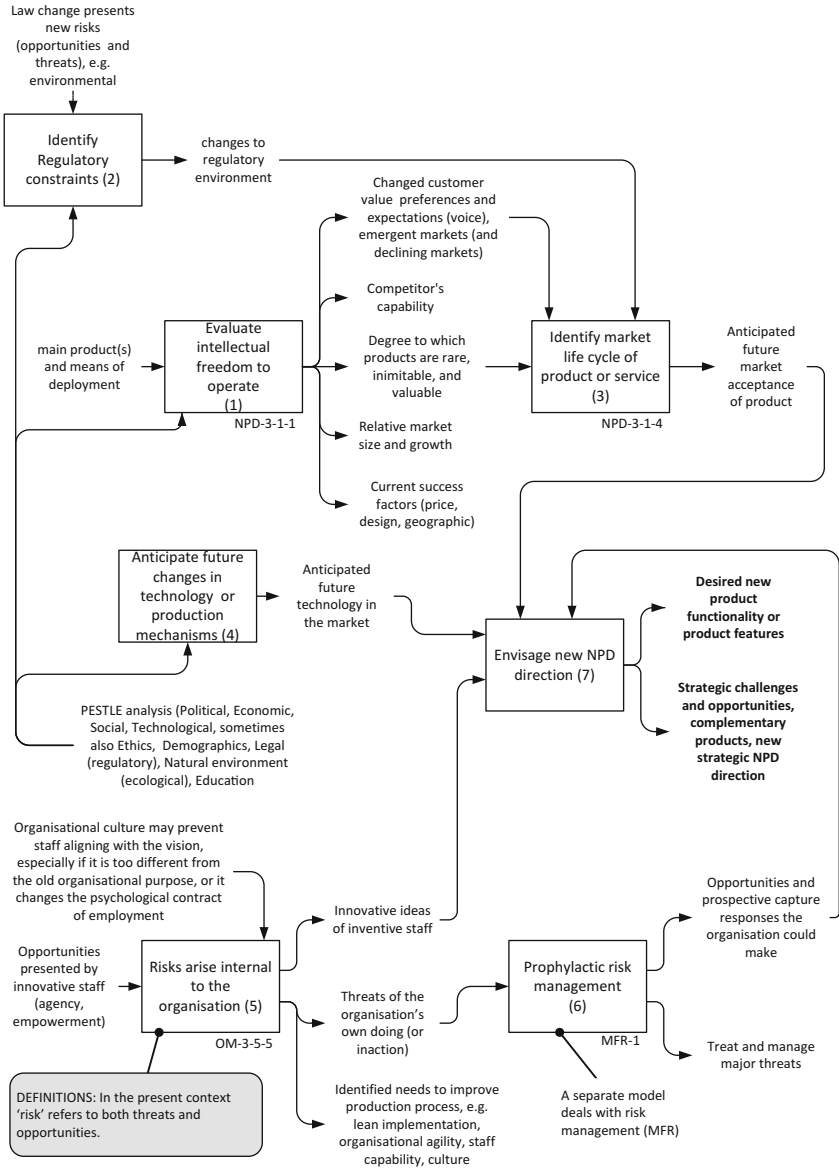 Law change presents
new risks
(opportunities and
threats), e.g.
environmental
Identify
Regulatory
constraints (2)
changes to
regulatory
environment
Changed customer
value preferences and
expectations (voice),
emergent markets (and
declining markets)
Competitor's
capability
main product(s)
and means of
deployment
Evaluate
intellectual
freedom to
operate
(1)
NPD-3-1-1
Degree to which
products are rare,
inimitable, and
valuable
Identify market
life cycle of
product or service
(3)
NPD-3-1-4
Anticipated
future
market
acceptance
of product
Relative market
size and growth
Current success
factors (price,
design, geographic)
Anticipate future
changes in
technology or
production
mechanisms (4)
Anticipated
future
technology in
the market
Envisage new NPD
direction (7)
Desired new
product
functionality or
product features
Strategic challenges
and opportunities,
complementary
products, new
strategic NPD
direction
PESTLE analysis (Political, Economic,
Social, Technological, sometimes
also Ethics, Demographics, Legal
(regulatory), Natural environment
(ecological), Education
Organisational culture may prevent
staff aligning with the vision,
especially if it is too different from
the old organisational purpose, or it
changes the psychological contract
of employment
Opportunities
presented by
innovative staff
(agency,
empowerment)
Risks arise internal
to the
organisation (5)
OM-3-5-5
Innovative ideas
of inventive staff
Threats of the
organisation's
own doing (or
inaction)
Identified needs to improve
production process, e.g.
lean implementation,
organisational agility, staff
capability, culture
Prophylactic risk
management
(6)
MFR-1
Opportunities and
prospective capture
responses the
organisation could
make
Treat and manage
major threats
A separate model
deals with risk
management (MFR)
DEFINITIONS: In the present context
‘risk’ refers to both threats and
opportunities.